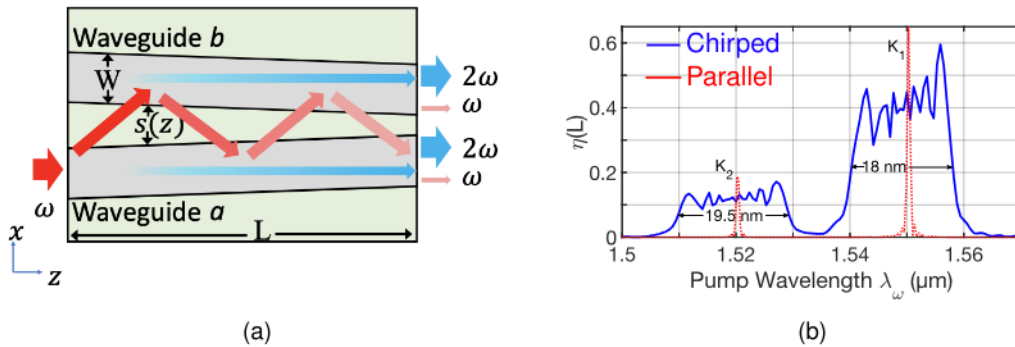 Waveguide b
W
s(z)
2ω
ω
2ω
ω
ω
Waveguide a
L
x
z
(a)
0.6
0.4
0.2
0
η(L)
Chirped
Parallel
K₁
K₂
18 nm
19.5 nm
1.5
1.52
1.54
1.56
Pump Wavelength λ_ω (μm)
(b)